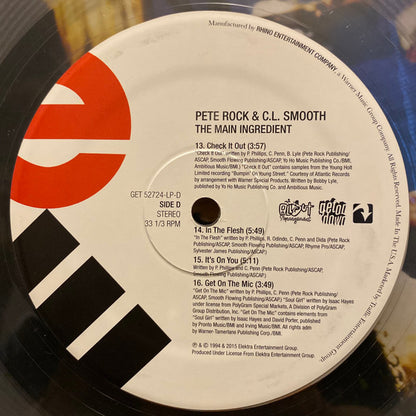 Manufactured by RHINO ENTERTAINMENT COMPANY, a Warner Music Group Company. Made In The U.S.A. Marketed by Traffic Entertainment Group.
PETE ROCK & C.L. SMOOTH
THE MAIN INGREDIENT
13. Check It Out (3:57)
"Check It Out" written by P. Phillips, C. Penn, B. Lyle (Pete Rock Publishing/
ASCAP, Smooth Flowing Publishing/ASCAP, Yo Ho Music Publishing Co./BMI,
Ambitious Music/BMI). "Check It Out" contains samples from the Young Holt
Limited recording "Bumpin' On Young Street." Courtesy of Atlantic Records
by arrangement with Warner Special Products. Written by Bobby Lyle,
published by Yo Ho Music Publishing Co. and Ambitious Music.
GET 52724-LP-D
SIDE D
STEREO
33 1/3 RPM
14. In The Flesh (5:49)
"In The Flesh" written by P. Phillips, R. Odindo, C. Penn and Dida (Pete Rock
Publishing/ASCAP, Smooth Flowing Publishing/ASCAP, Rhyme Pro/ASCAP,
Sylvester James Publishing/ASCAP)
15. It's On You (5:11)
Written by P. Phillips and C. Penn (Pete Rock Publishing/ASCAP,
Smooth Flowing Publishing/ASCAP)
16. Get On The Mic (3:49)
"Get On The Mic" written by P. Phillips and C. Penn (Pete Rock Publishing/
ASCAP, Smooth Flowing Publishing/ASCAP) "Soul Girl" written by Isaac Hayes
under license from PolyGram Special Markets, A Division of PolyGram
Group Distribution, Inc. "Get On The Mic" contains elements from
"Soul Girl" written by Isaac Hayes and David Porter, published
by Pronto Music/BMI and Irving Music/BMI. All rights adm
by Warner-Tamerlane Publishing Corp./BMI.
℗ & © 1994 & 2015 Elektra Entertainment Group.
Produced Under License From Elektra Entertainment Group.